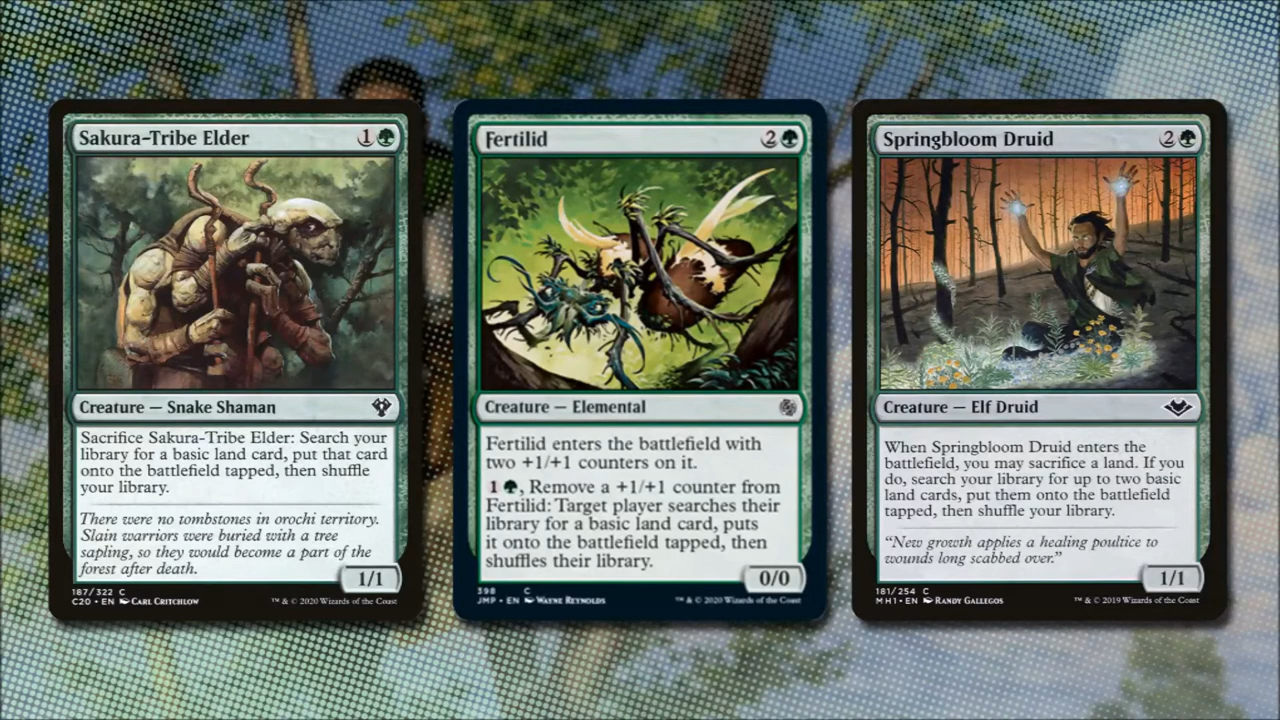 Sakura-Tribe Elder 1
Creature — Snake Shaman
Sacrifice Sakura-Tribe Elder: Search your
library for a basic land card, put that card
onto the battlefield tapped, then shuffle
your library.
There were no tombstones in orochi territory.
Slain warriors were buried with a tree
sapling, so they would become a part of the
forest after death.
1/1
187/322 C
C20 • EN Carl Critchlow ™ & © 2020 Wizards of the Coast
Fertilid 2
Creature — Elemental
Fertilid enters the battlefield with
two +1/+1 counters on it.
1 , Remove a +1/+1 counter from
Fertilid: Target player searches their
library for a basic land card, puts
it onto the battlefield tapped, then
shuffles their library.
0/0
398 C
JMP • EN Wayne Reynolds ™ & © 2020 Wizards of the Coast
Springbloom Druid 2
Creature — Elf Druid
When Springbloom Druid enters the
battlefield, you may sacrifice a land. If you
do, search your library for up to two basic
land cards, put them onto the battlefield
tapped, then shuffle your library.
“New growth applies a healing poultice to
wounds long scabbed over.”
1/1
181/254 C
MH1 • EN Randy Gallegos ™ & © 2019 Wizards of the Coast